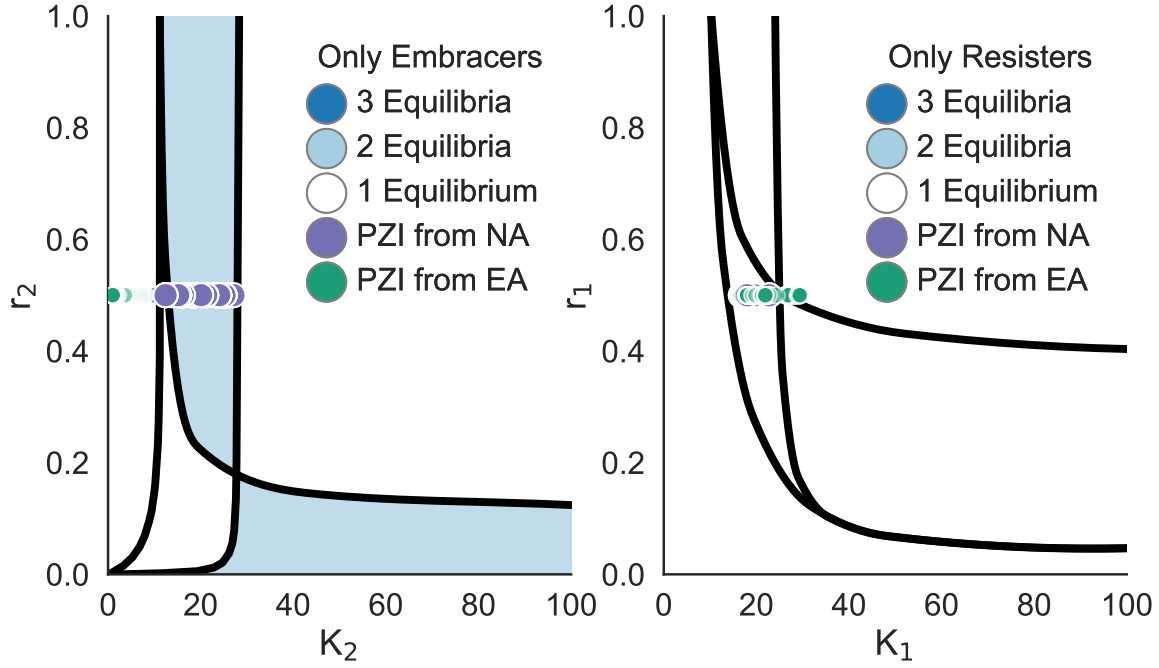 Only Embracers
3 Equilibria
2 Equilibria
1 Equilibrium
PZI from NA
PZI from EA
1.0
0.8
0.6
0.4
0.2
0.0
r₂
0 20 40 60 80 100
K₂
Only Resisters
3 Equilibria
2 Equilibria
1 Equilibrium
PZI from NA
PZI from EA
1.0
0.8
0.6
0.4
0.2
0.0
r₁
0 20 40 60 80 100
K₁